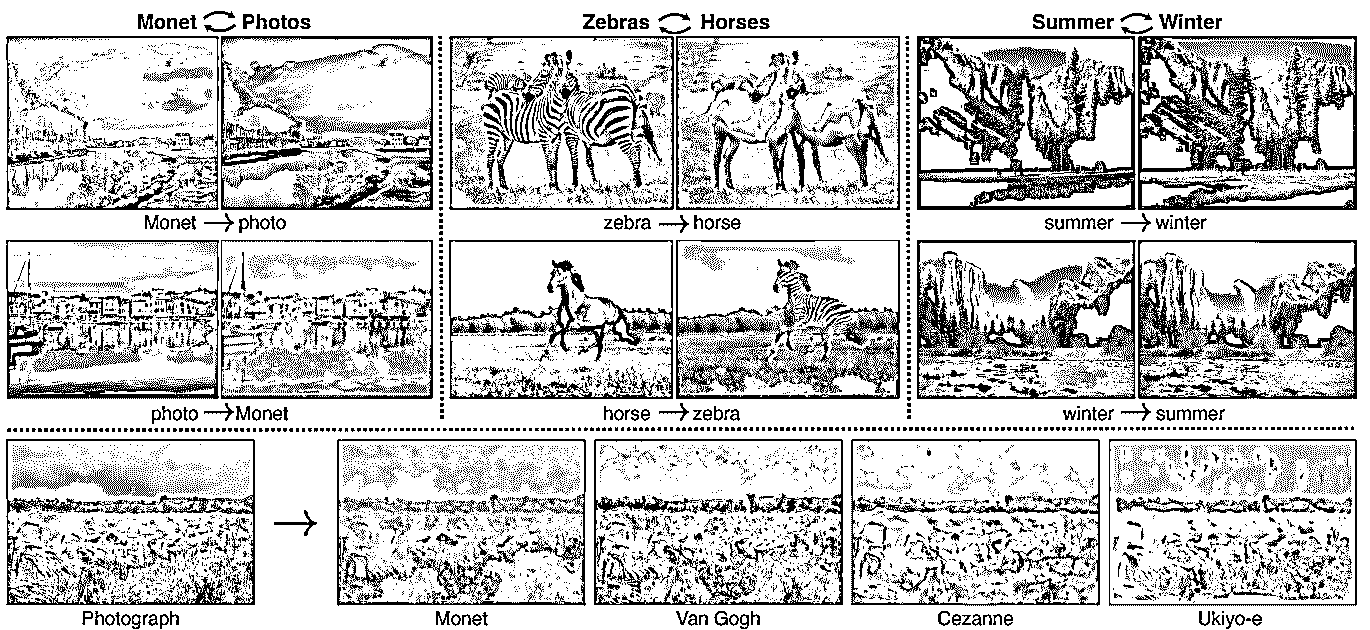 Monet Photos
Zebras Horses
Summer Winter
Monet → photo
zebra → horse
summer → winter
photo → Monet
horse → zebra
winter → summer
Photograph
Monet
Van Gogh
Cezanne
Ukiyo-e